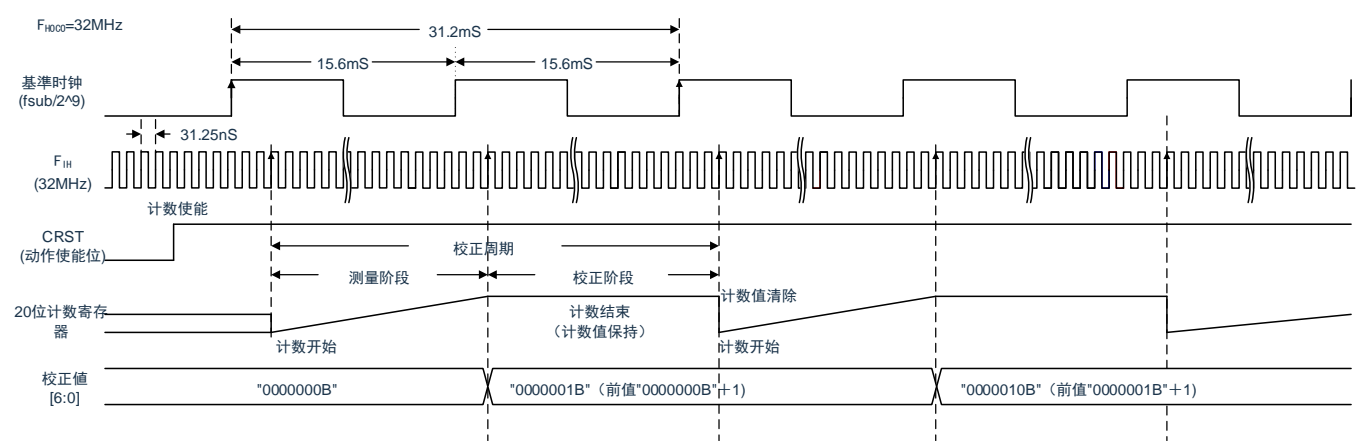 FHOCO=32MHz
31.2mS
15.6mS
15.6mS
基準时钟
(fsub/2^9)
31.25nS
FIH
(32MHz)
计数使能
CRST
(动作使能位)
校正周期
测量阶段
校正阶段
20位计数寄存
器
计数值清除
计数结束
（计数值保持）
计数开始
计数开始
校正値
[6:0]
"0000000B"
"0000001B"（前值"0000000B"＋1)
"0000010B"（前值"0000001B"＋1)